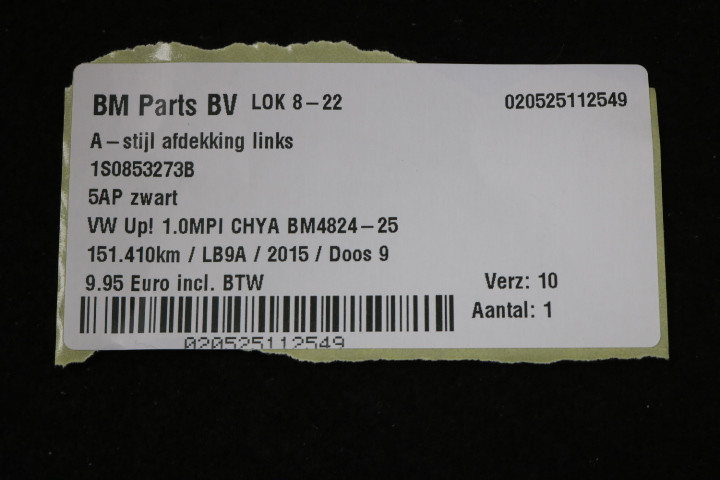 BM Parts BV LOK 8-22 020525112549
A-stijl afdekking links
1S0853273B
5AP zwart
VW Up! 1.0MPI CHYA BM4824-25
151.410km / LB9A / 2015 / Doos 9
9.95 Euro incl. BTW Verz: 10
Aantal: 1
020525112549